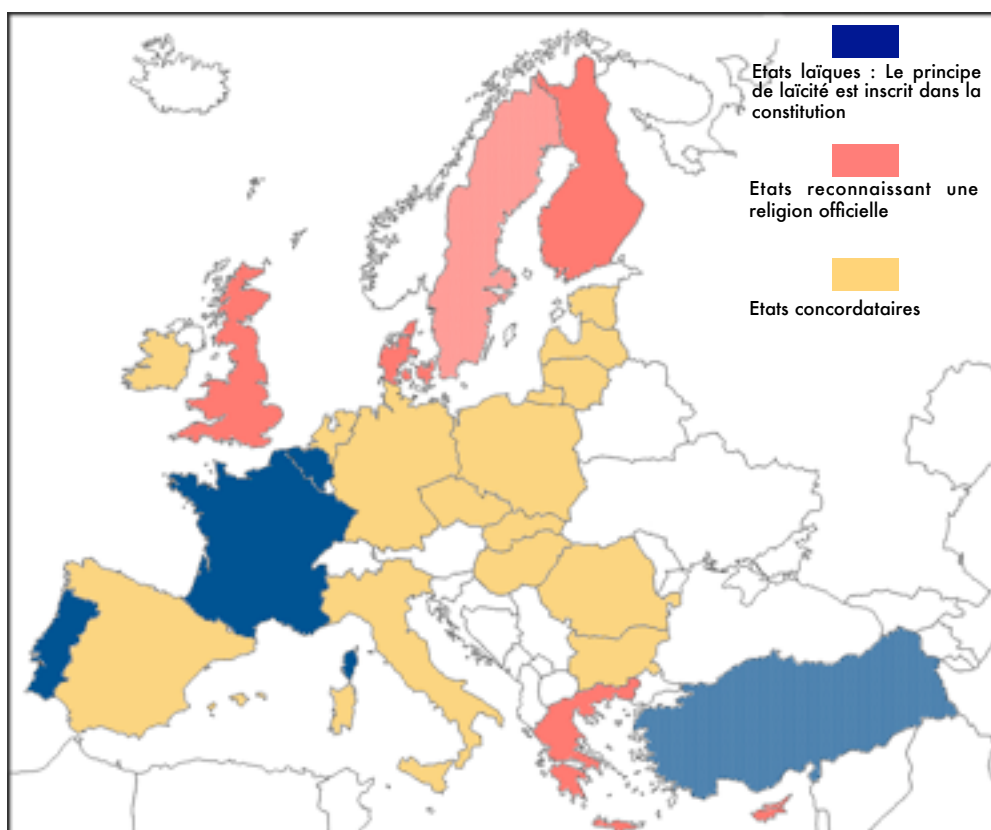 Etats laïques : Le principe
de laïcité est inscrit dans la
constitution
Etats reconnaissant une
religion officielle
Etats concordataires